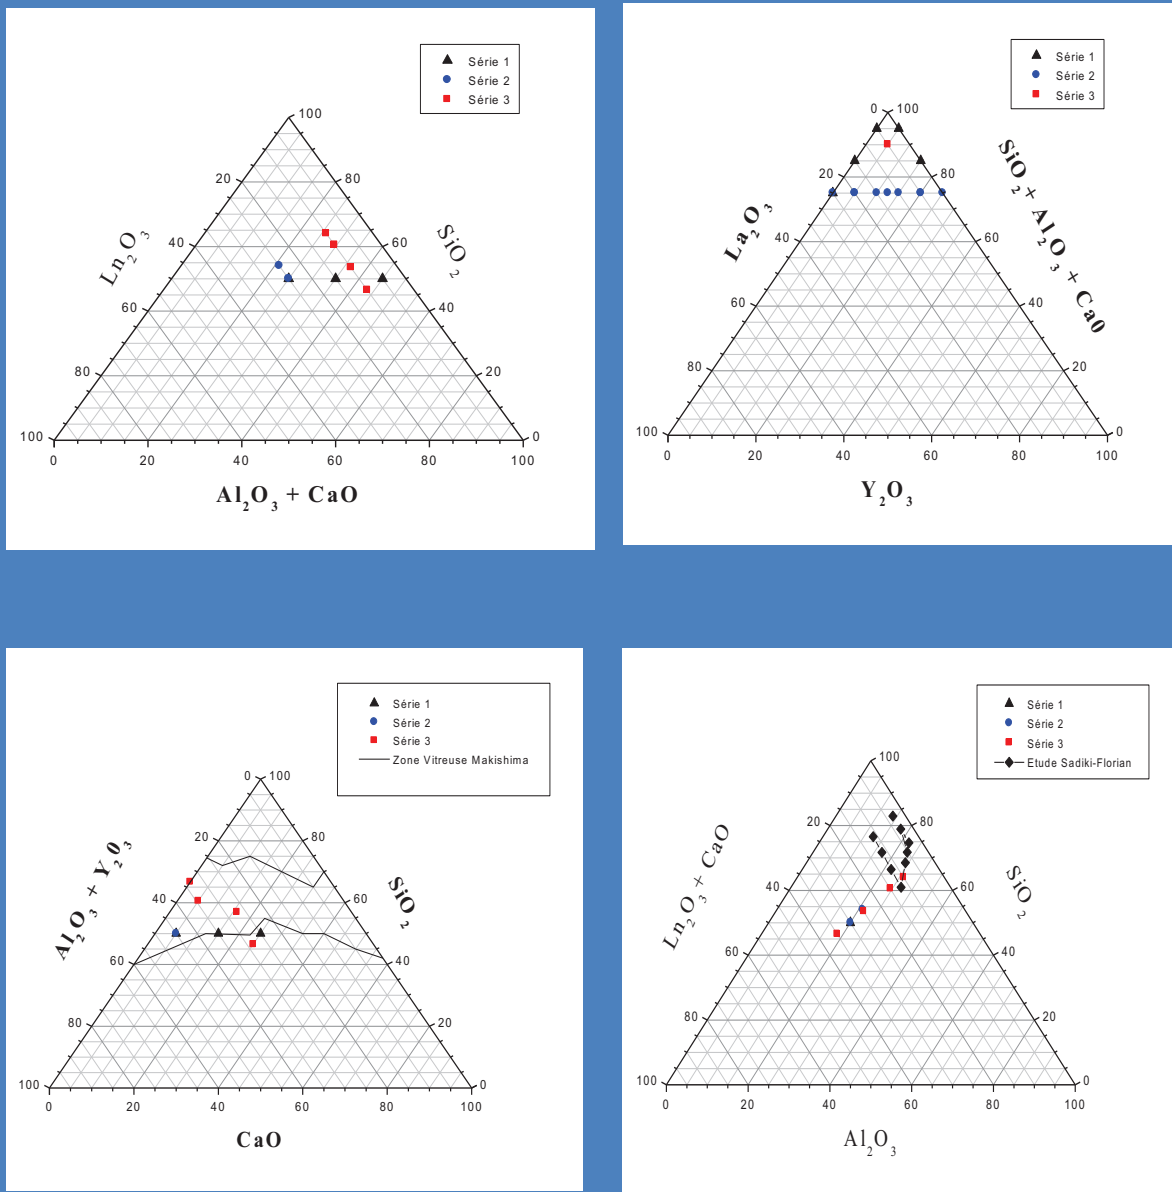 Série 1
Série 2
Série 3
100
20
80
Ln₂O₃
SiO₂
40
60
60
40
80
20
100
0
0 20 40 60 80 100
Al₂O₃ + CaO
Série 1
Série 2
Série 3
0 100
20
80
La₂O₃
SiO₂ + Al₂O₃ + Ca0
40
60
60
40
80
20
100
0
0 20 40 60 80 100
Y₂O₃
Série 1
Série 2
Série 3
Zone Vitreuse Makishima
0 100
20
80
Al₂O₃ + Y₂0₃
SiO₂
40
60
60
40
80
20
100
0
0 20 40 60 80 100
CaO
Série 1
Série 2
Série 3
Etude Sadiki-Florian
100
20
80
Ln₂O₃ + CaO
SiO₂
40
60
60
40
80
20
100
0
0 20 40 60 80 100
Al₂O₃